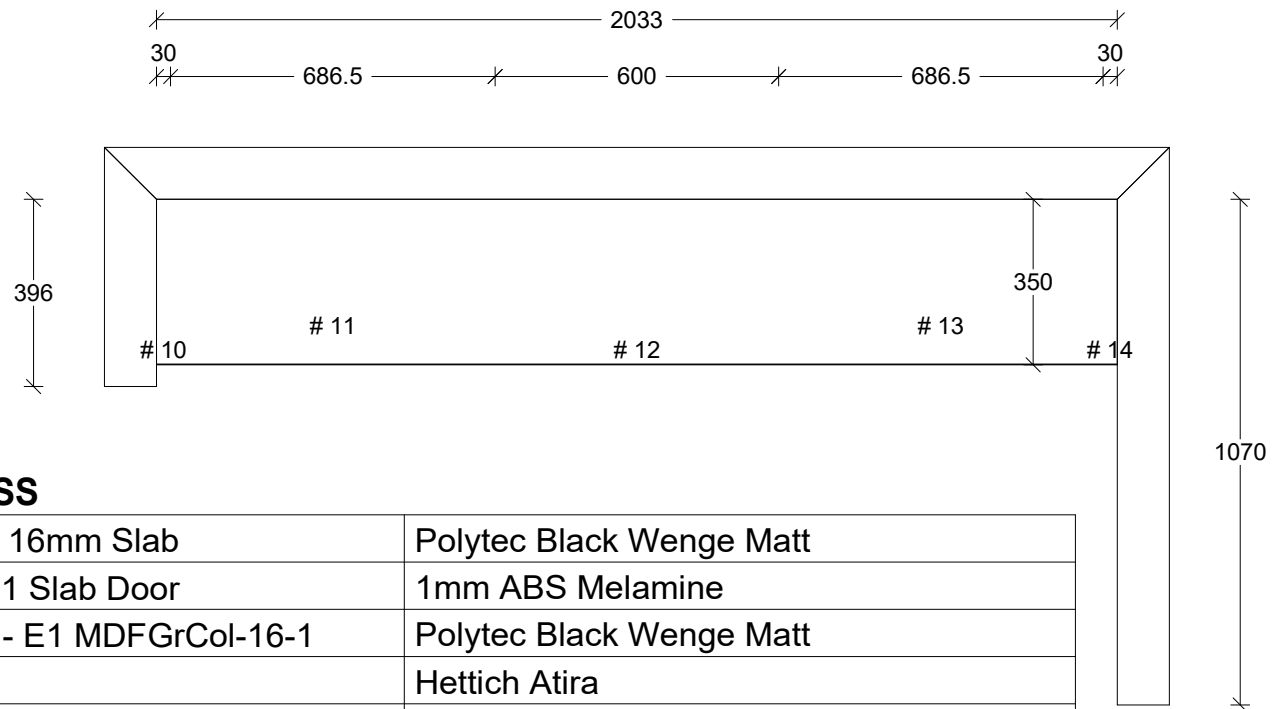 2033
30 686.5 600 686.5 30
396
350
# 11 # 13
# 10 # 12 # 14
1070
SS
16mm Slab Polytec Black Wenge Matt
1 Slab Door 1mm ABS Melamine
- E1 MDFGrCol-16-1 Polytec Black Wenge Matt
Hettich Atira